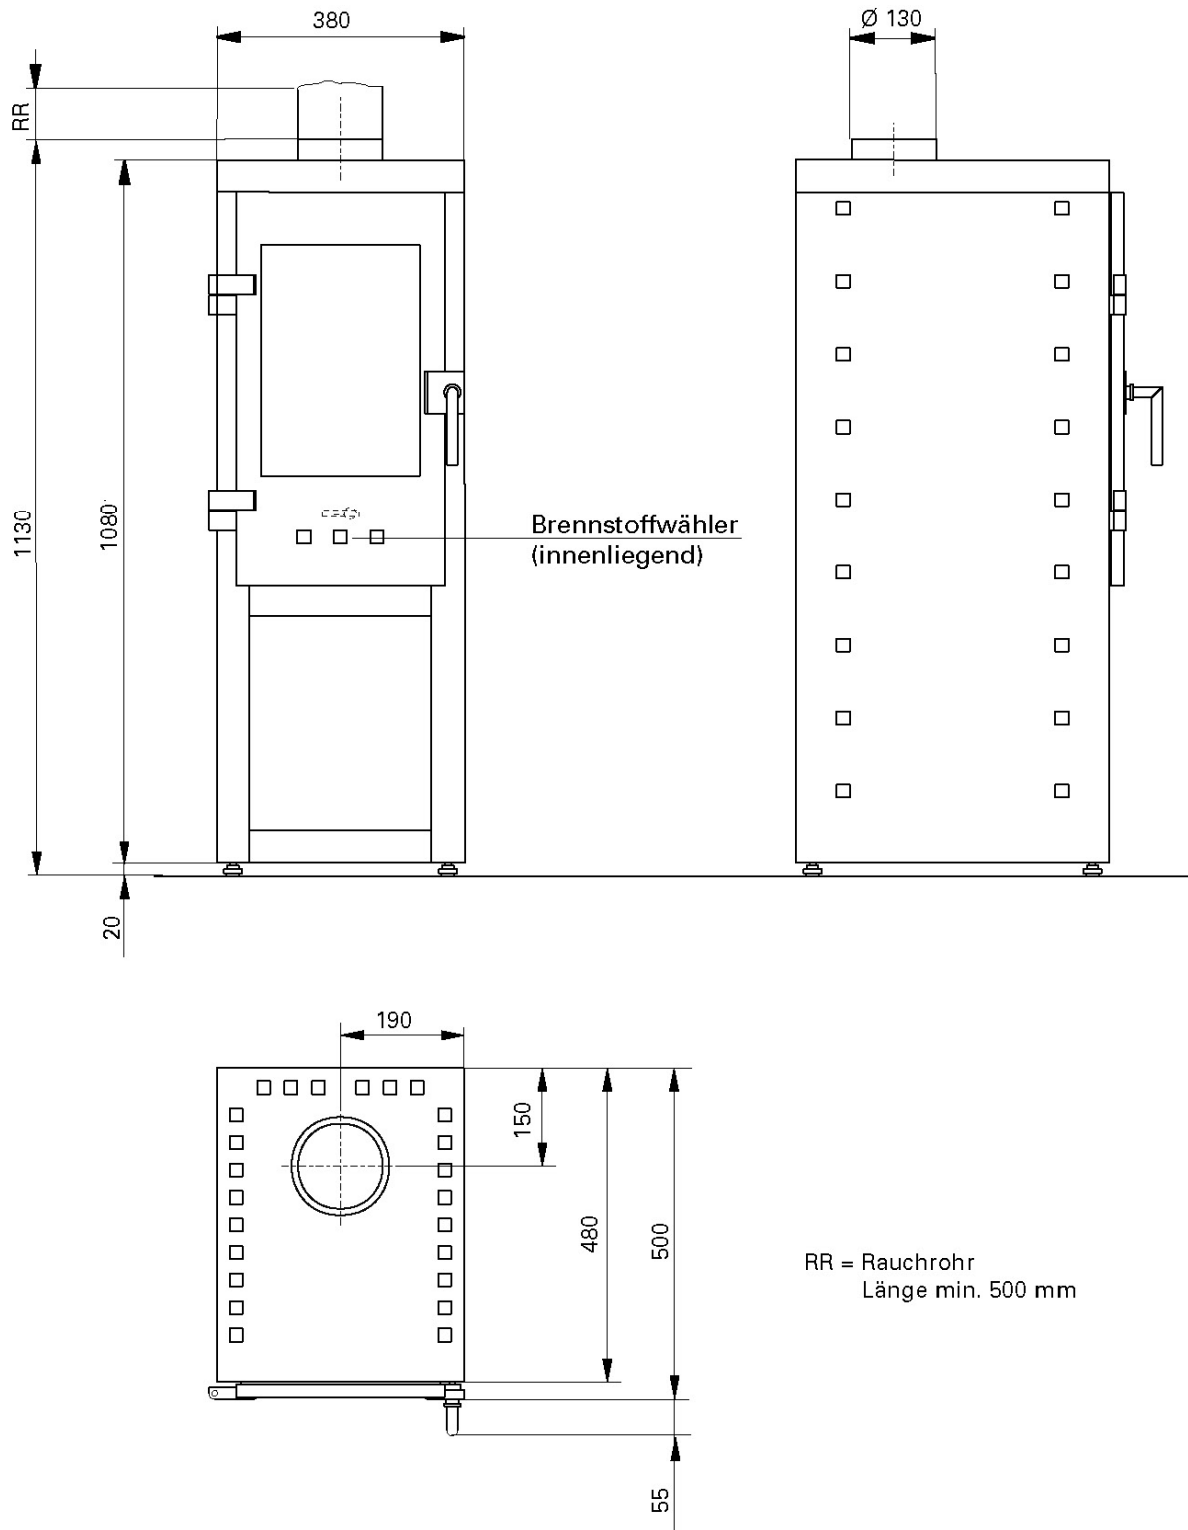 380
Ø 130
RR
1130
1080
20
Brennstoffwähler
(innenliegend)
190
150
480
500
55
RR = Rauchrohr
Länge min. 500 mm